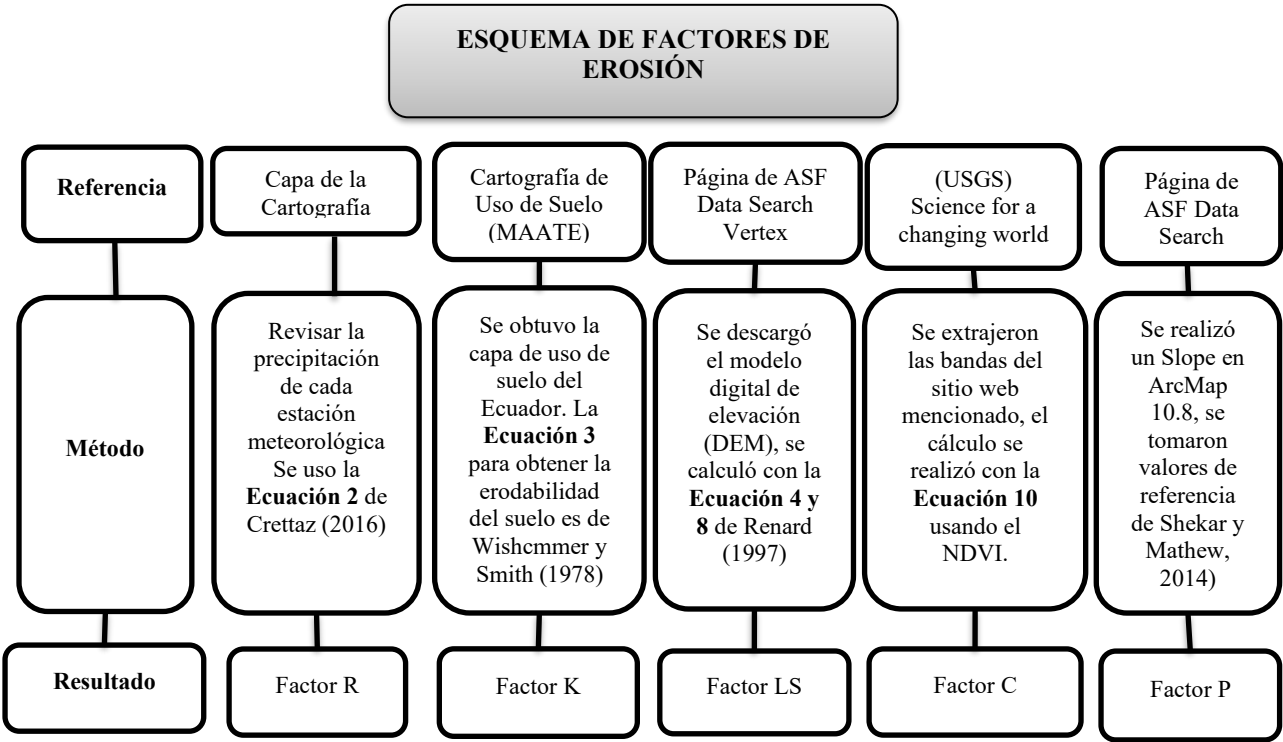 ESQUEMA DE FACTORES DE
EROSIÓN
Referencia
Capa de la
Cartografía
Cartografía de
Uso de Suelo
(MAATE)
Página de ASF
Data Search
Vertex
(USGS)
Science for a
changing world
Página de
ASF Data
Search
Método
Revisar la
precipitación
de cada
estación
meteorológica
Se uso la
Ecuación 2 de
Crettaz (2016)
Se obtuvo la
capa de uso de
suelo del
Ecuador. La
Ecuación 3
para obtener la
erodabilidad
del suelo es de
Wishcmmer y
Smith (1978)
Se descargó
el modelo
digital de
elevación
(DEM), se
calculó con la
Ecuación 4 y
8 de Renard
(1997)
Se extrajeron
las bandas del
sitio web
mencionado, el
cálculo se
realizó con la
Ecuación 10
usando el
NDVI.
Se realizó
un Slope en
ArcMap
10.8, se
tomaron
valores de
referencia
de Shekar y
Mathew,
2014)
Resultado
Factor R
Factor K
Factor LS
Factor C
Factor P